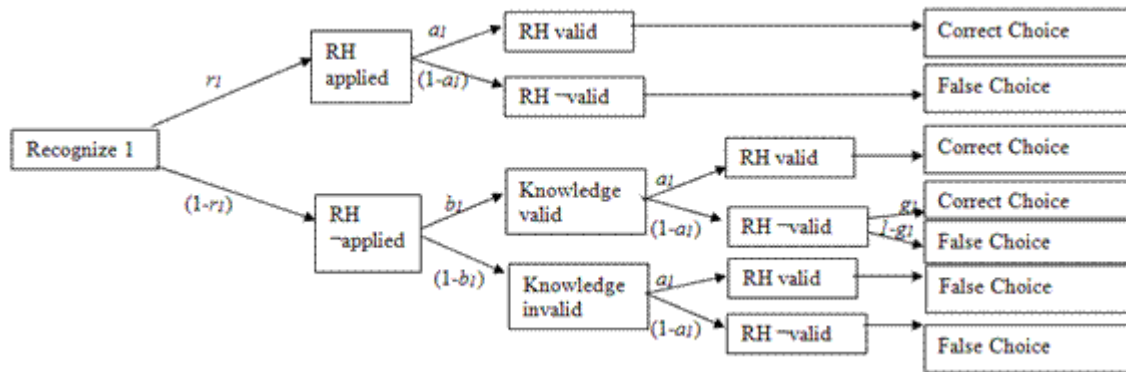 Recognize 1
r1
(1-r1)
RH
applied
a1
(1-a1)
RH valid
Correct Choice
RH ¬valid
False Choice
RH
¬applied
b1
(1-b1)
Knowledge
valid
a1
(1-a1)
RH valid
Correct Choice
RH ¬valid
g1
1-g1
Correct Choice
False Choice
Knowledge
invalid
a1
(1-a1)
RH valid
False Choice
RH ¬valid
False Choice